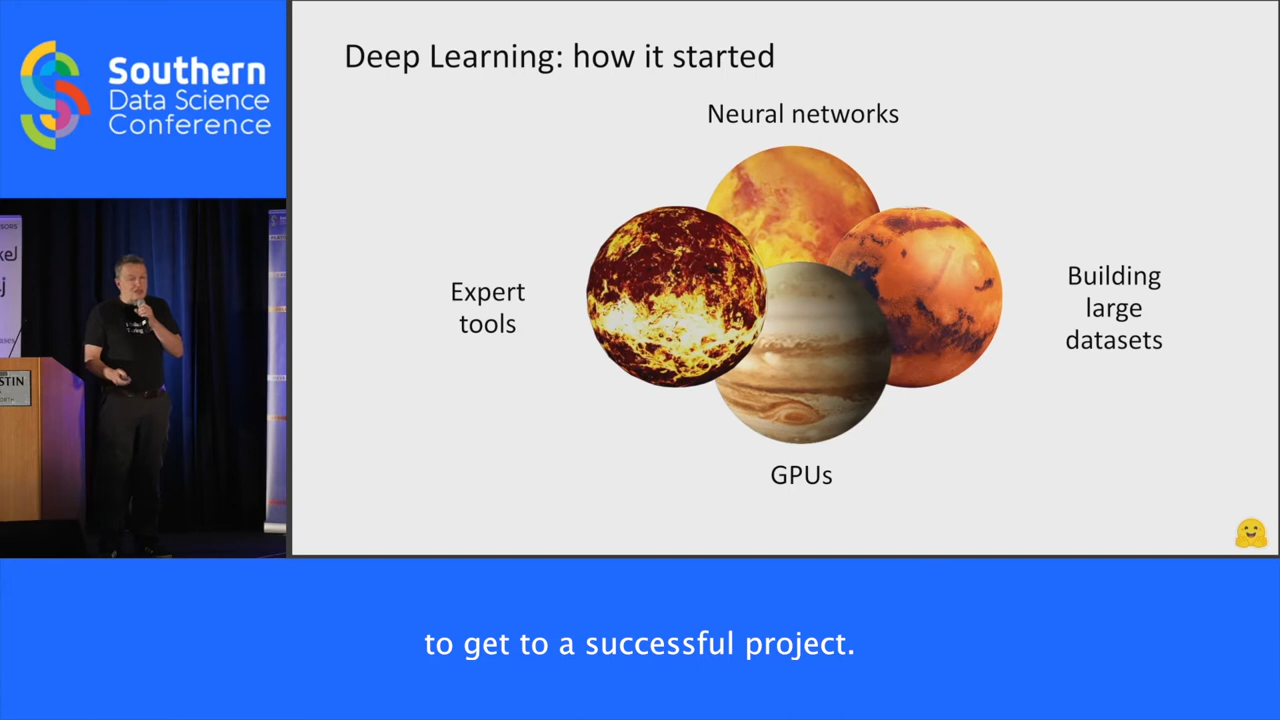 Southern
Data Science
Conference
Deep Learning: how it started
Neural networks
Expert
tools
Building
large
datasets
GPUs
to get to a successful project.